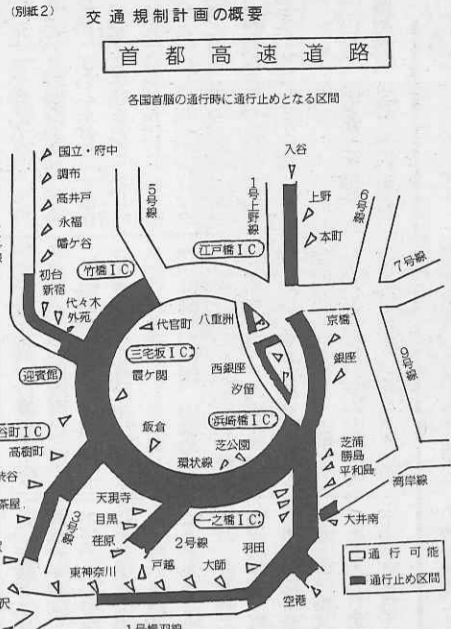 (別紙2)
交通規制計画の概要
首都高速道路
各国首脳の通行時に通行止めとなる区間
国立・府中
調布
高井戸
永福
幡ケ谷
初台
新宿
代々木
外苑
竹橋IC
5号線
入谷
1号上野線
上野
本町
6号線
江戸橋IC
7号線
代官町
八重洲
京橋
三宅坂IC
霞ケ関
西銀座
汐留
銀座
9号線
迎賓館
谷町IC
高樹町
飯倉
浜崎橋IC
芝公園
環状線
芝浦
勝島
平和島
湾岸線
渋谷
茶屋
3号線
天現寺
目黒
荏原
一之橋IC
大井南
2号線
戸越
東神奈川
大師
羽田
空港
沢
1号横羽線
通行可能
通行止め区間